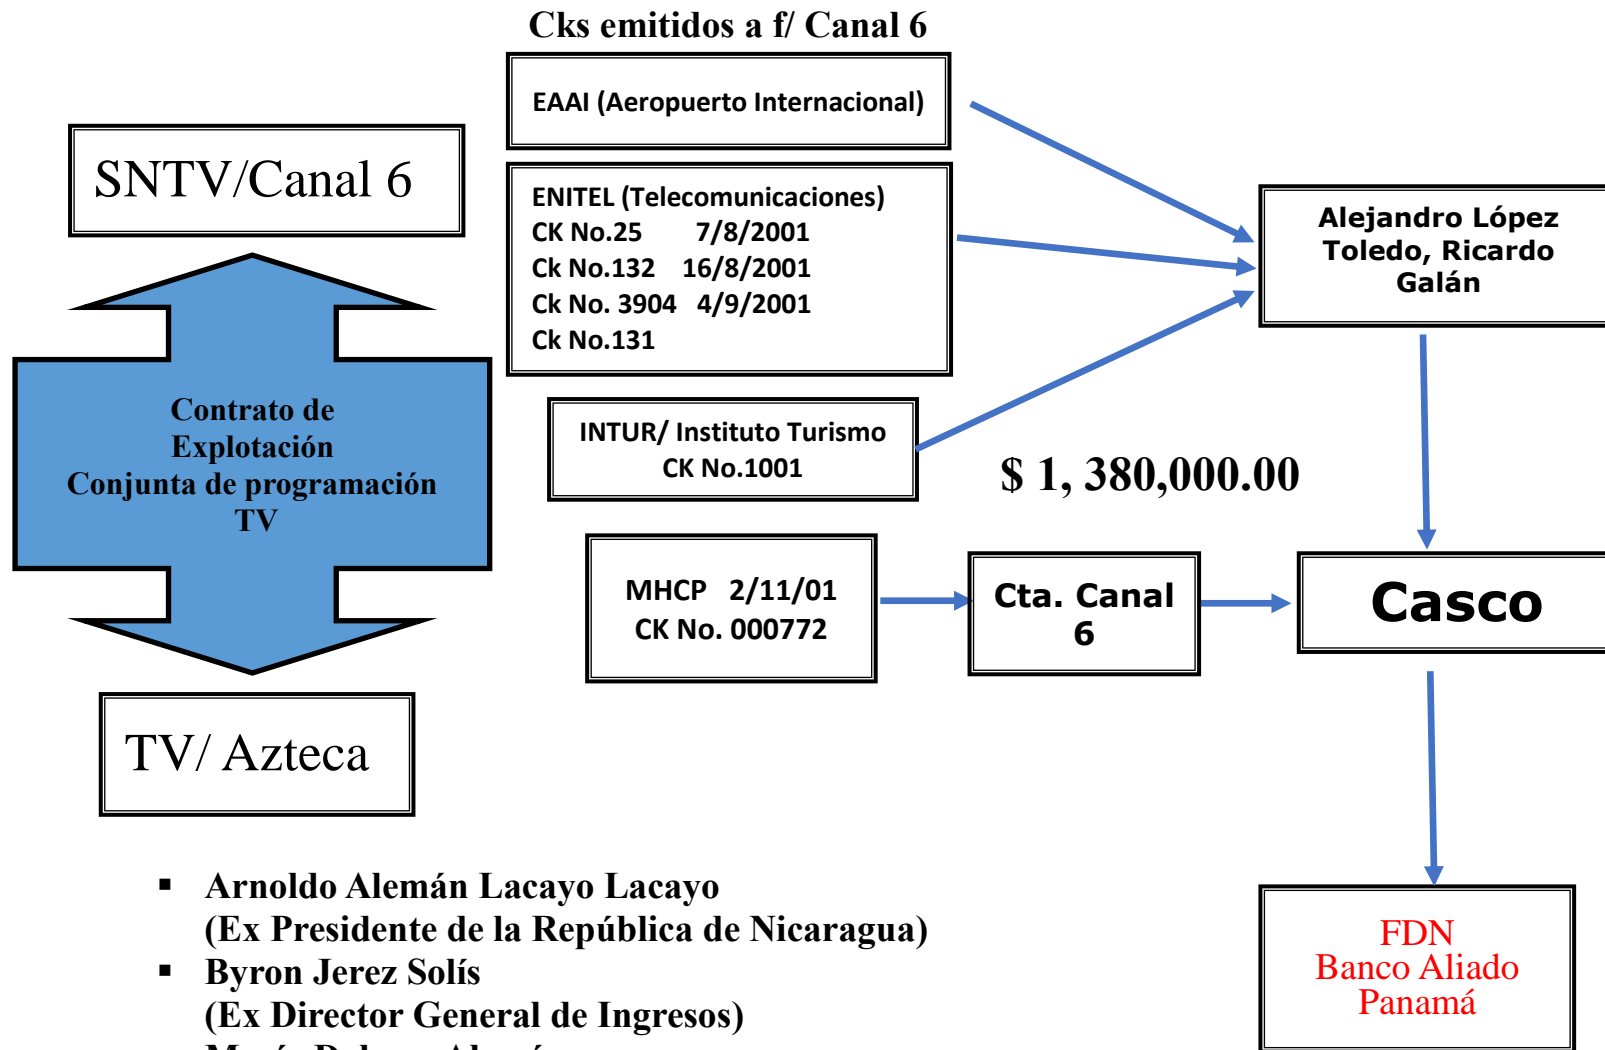 Cks emitidos a f/ Canal 6
EAAI (Aeropuerto Internacional)
SNTV/Canal 6
ENITEL (Telecomunicaciones)
CK No.25 7/8/2001
Ck No.132 16/8/2001
Ck No. 3904 4/9/2001
Ck No.131
Alejandro López
Toledo, Ricardo
Galán
Contrato de
Explotación
Conjunta de programación
TV
INTUR/ Instituto Turismo
CK No.1001
$ 1, 380,000.00
MHCP 2/11/01
CK No. 000772
Cta. Canal
6
Casco
TV/ Azteca
▪ Arnoldo Alemán Lacayo Lacayo
(Ex Presidente de la República de Nicaragua)
▪ Byron Jerez Solís
(Ex Director General de Ingresos)
FDN
Banco Aliado
Panamá